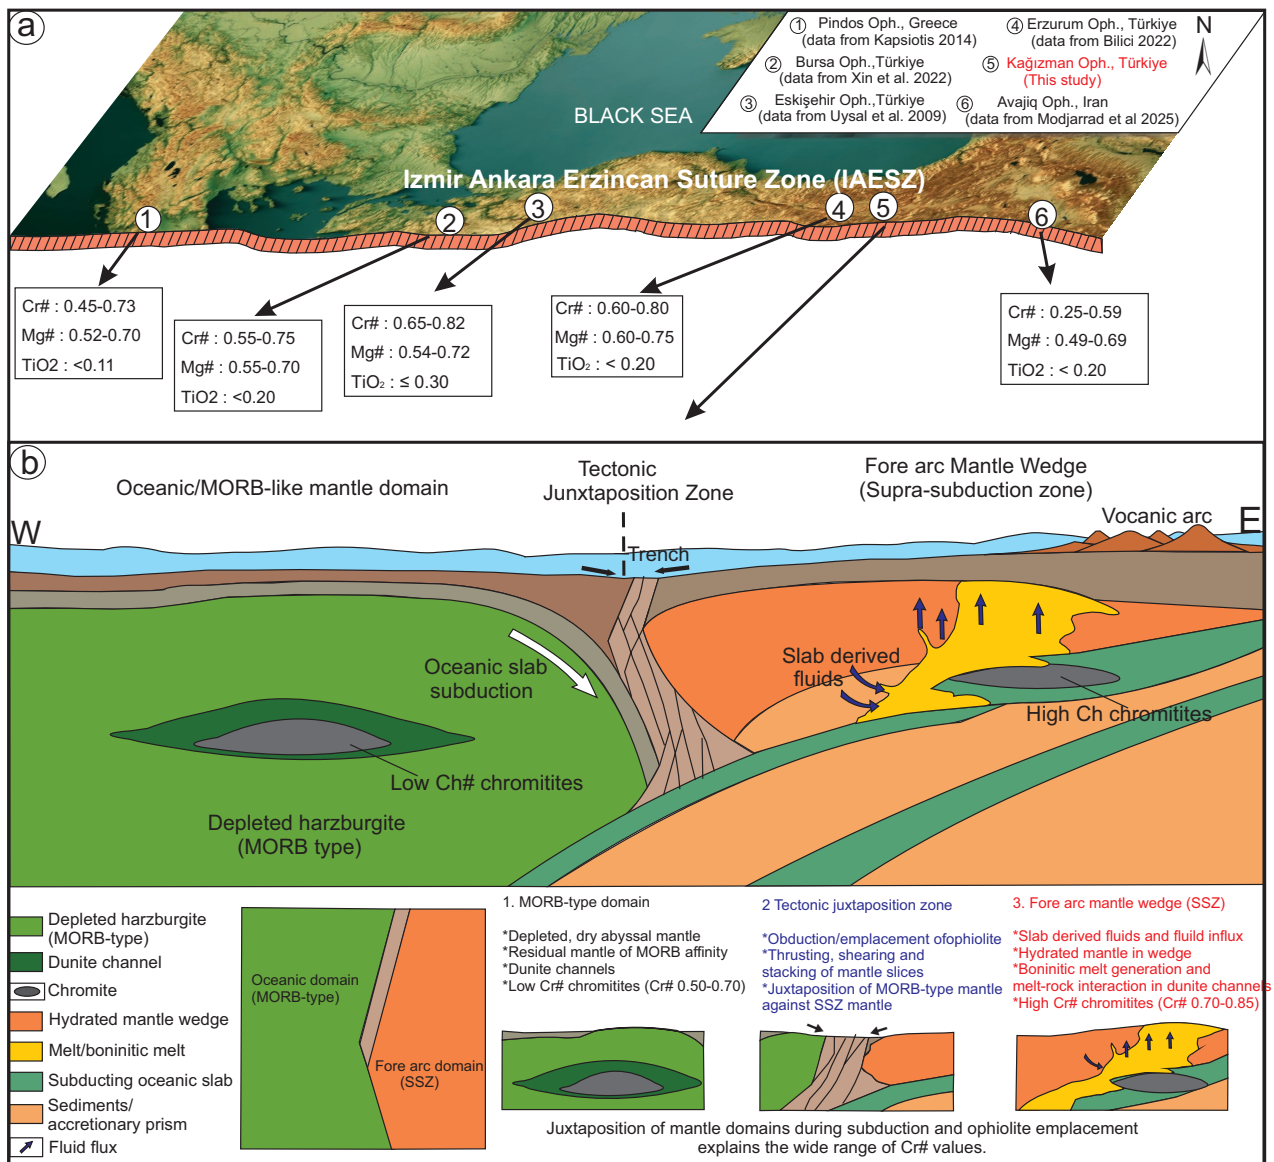 a
1 Pindos Oph., Greece
(data from Kapsiotis 2014)
2 Bursa Oph.,Türkiye
(data from Xin et al. 2022)
3 Eskişehir Oph.,Türkiye
(data from Uysal et al. 2009)
4 Erzurum Oph., Türkiye
(data from Bilici 2022)
5 Kağızman Oph., Türkiye
(This study)
6 Avajiq Oph., Iran
(data from Modjarrad et al 2025)
N
BLACK SEA
Izmir Ankara Erzincan Suture Zone (IAESZ)
1
2
3
4
5
6
Cr# : 0.45-0.73
Mg# : 0.52-0.70
TiO2 : <0.11
Cr# : 0.55-0.75
Mg# : 0.55-0.70
TiO2 : <0.20
Cr# : 0.65-0.82
Mg# : 0.54-0.72
TiO₂ : ≤ 0.30
Cr# : 0.60-0.80
Mg# : 0.60-0.75
TiO₂ : < 0.20
Cr# : 0.25-0.59
Mg# : 0.49-0.69
TiO2 : < 0.20
b
Oceanic/MORB-like mantle domain
Tectonic
Junxtaposition Zone
Fore arc Mantle Wedge
(Supra-subduction zone)
W
Vocanic arc
E
Trench
Oceanic slab
subduction
Slab derived
fluids
High Ch chromitites
Low Ch# chromitites
Depleted harzburgite
(MORB type)
Depleted harzburgite
(MORB-type)
Dunite channel
Chromite
Hydrated mantle wedge
Melt/boninitic melt
Subducting oceanic slab
Sediments/
accretionary prism
Fluid flux
Oceanic domain
(MORB-type)
Fore arc domain
(SSZ)
1. MORB-type domain
*Depleted, dry abyssal mantle
*Residual mantle of MORB affinity
*Dunite channels
*Low Cr# chromitites (Cr# 0.50-0.70)
2 Tectonic juxtaposition zone
*Obduction/emplacement ofophiolite
*Thrusting, shearing and
stacking of mantle slices
*Juxtaposition of MORB-type mantle
against SSZ mantle
3. Fore arc mantle wedge (SSZ)
*Slab derived fluids and fluild influx
*Hydrated mantle in wedge
*Boninitic melt generation and
melt-rock interaction in dunite channels
*High Cr# chromitites (Cr# 0.70-0.85)
Juxtaposition of mantle domains during subduction and ophiolite emplacement
explains the wide range of Cr# values.